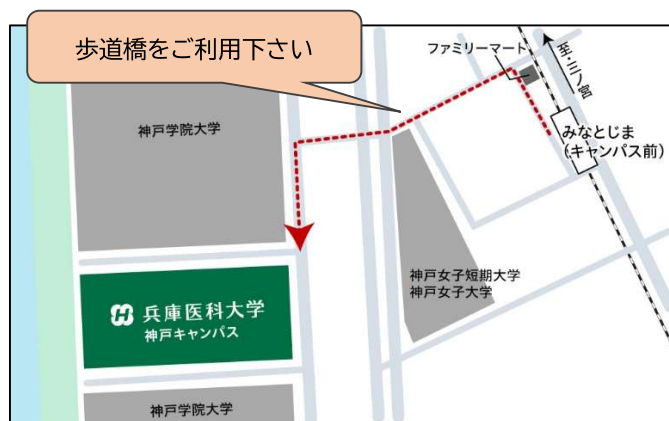 歩道橋をご利用下さい
ファミリーマート
至・三ノ宮
神戸学院大学
みなとじま
(キャンパス前)
神戸女子短期大学
神戸女子大学
兵庫医科大学
神戸キャンパス
神戸学院大学